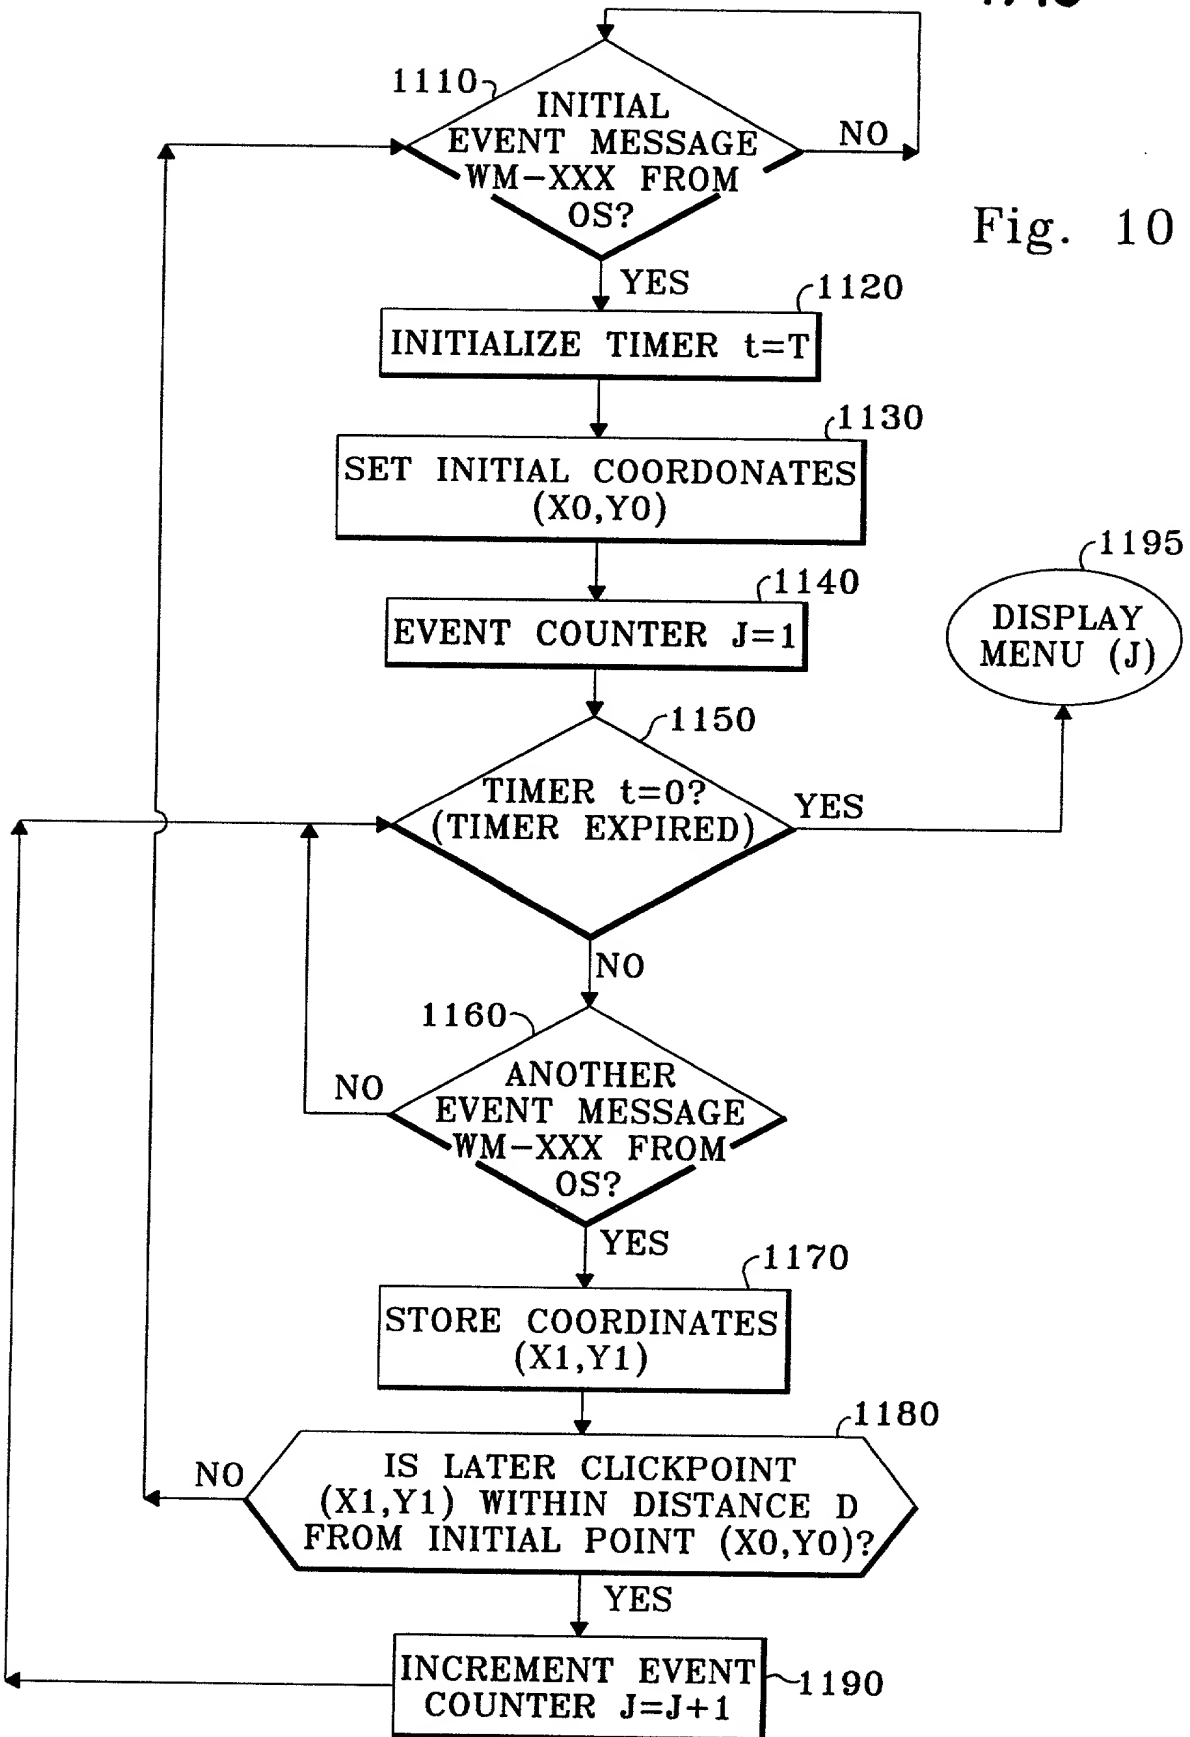 1110
INITIAL
EVENT MESSAGE
WM-XXX FROM
OS?
NO
Fig. 10
YES
1120
INITIALIZE TIMER t=T
1130
SET INITIAL COORDONATES
(X0,Y0)
1140
EVENT COUNTER J=1
1195
DISPLAY
MENU (J)
1150
TIMER t=0?
(TIMER EXPIRED)
YES
NO
1160
ANOTHER
EVENT MESSAGE
WM-XXX FROM
OS?
NO
YES
1170
STORE COORDINATES
(X1,Y1)
1180
IS LATER CLICKPOINT
(X1,Y1) WITHIN DISTANCE D
FROM INITIAL POINT (X0,Y0)?
NO
YES
INCREMENT EVENT
COUNTER J=J+1
1190